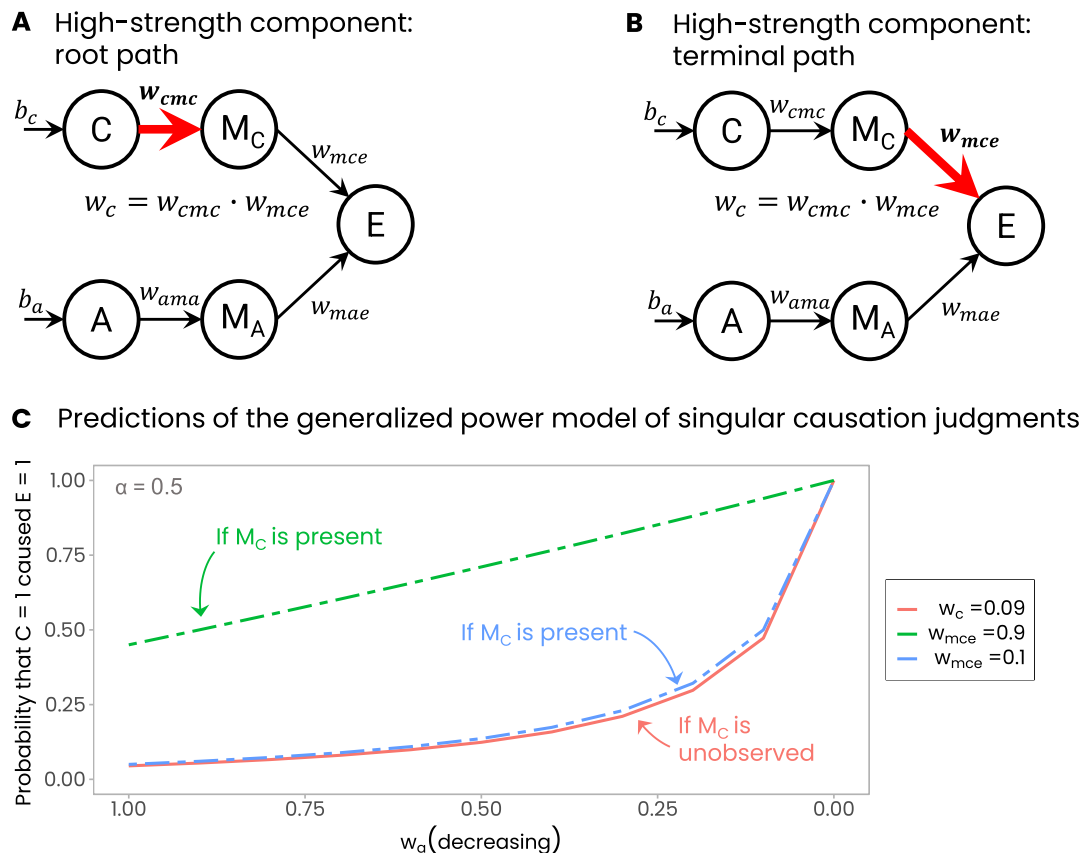 A High-strength component:
root path
b_c
C
w_cmc
M_C
w_mce
w_c = w_cmc · w_mce
E
b_a
A
w_ama
M_A
w_mae
B High-strength component:
terminal path
b_c
C
w_cmc
M_C
w_mce
w_c = w_cmc · w_mce
E
b_a
A
w_ama
M_A
w_mae
C Predictions of the generalized power model of singular causation judgments
Probability that C = 1 caused E = 1
1.00
0.75
0.50
0.25
0.00
α = 0.5
If M_C is present
If M_C is present
If M_C is
unobserved
1.00 0.75 0.50 0.25 0.00
w_a(decreasing)
w_c =0.09
w_mce =0.9
w_mce =0.1